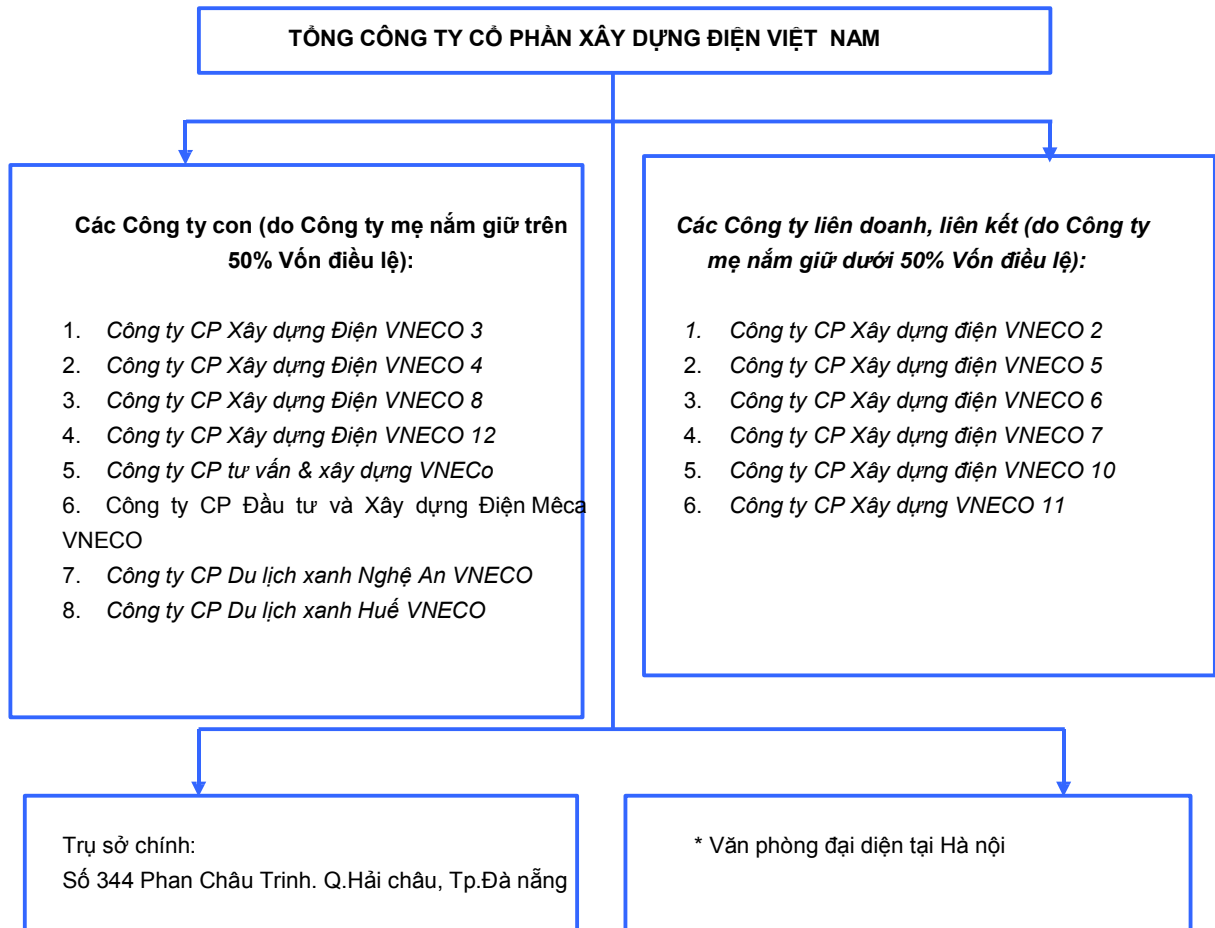 TỔNG CÔNG TY CỔ PHẦN XÂY DỰNG ĐIỆN VIỆT NAM
Các Công ty con (do Công ty mẹ nắm giữ trên
50% Vốn điều lệ):
1. Công ty CP Xây dựng Điện VNECO 3
2. Công ty CP Xây dựng Điện VNECO 4
3. Công ty CP Xây dựng Điện VNECO 8
4. Công ty CP Xây dựng Điện VNECO 12
5. Công ty CP tư vấn & xây dựng VNECo
6. Công ty CP Đầu tư và Xây dựng Điện Mêca
VNECO
7. Công ty CP Du lịch xanh Nghệ An VNECO
8. Công ty CP Du lịch xanh Huế VNECO
Các Công ty liên doanh, liên kết (do Công ty
mẹ nắm giữ dưới 50% Vốn điều lệ):
1. Công ty CP Xây dựng điện VNECO 2
2. Công ty CP Xây dựng điện VNECO 5
3. Công ty CP Xây dựng điện VNECO 6
4. Công ty CP Xây dựng điện VNECO 7
5. Công ty CP Xây dựng điện VNECO 10
6. Công ty CP Xây dựng VNECO 11
Trụ sở chính:
Số 344 Phan Châu Trinh. Q.Hải châu, Tp.Đà nẵng
* Văn phòng đại diện tại Hà nội